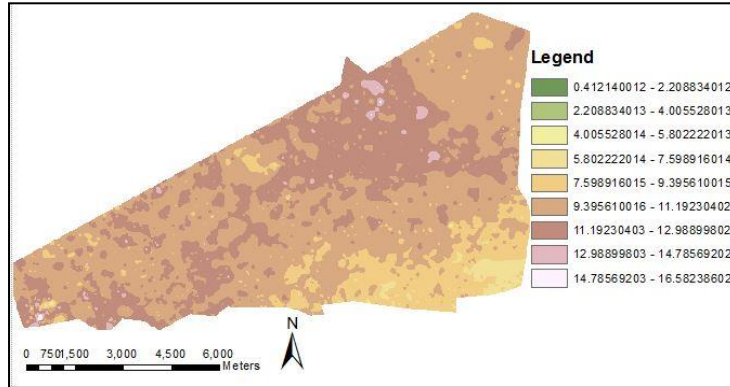 Legend
0.412140012 - 2.208834012
2.208834013 - 4.005528013
4.005528014 - 5.802222013
5.802222014 - 7.598916014
7.598916015 - 9.395610015
9.395610016 - 11.19230402
11.19230403 - 12.98899802
12.98899803 - 14.78569202
14.78569203 - 16.58238602
N
0 750 1,500 3,000 4,500 6,000
Meters